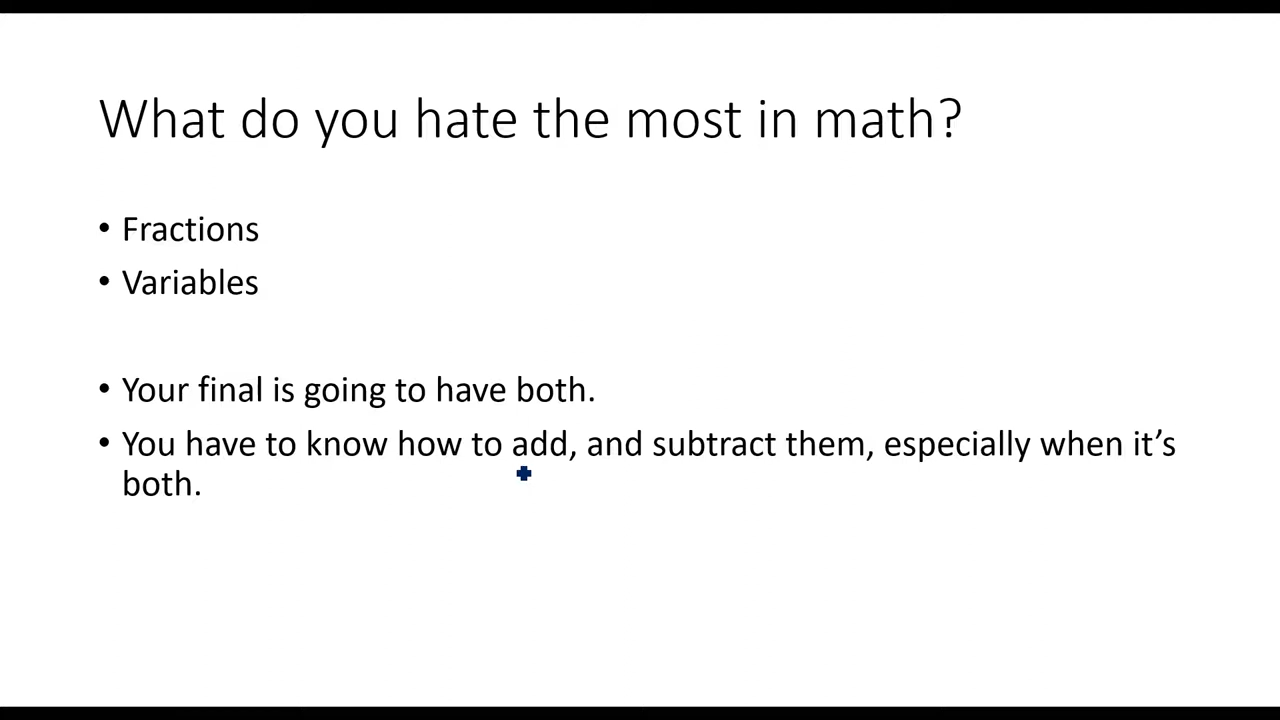 What do you hate the most in math?
• Fractions
• Variables
• Your final is going to have both.
• You have to know how to add, and subtract them, especially when it’s
both.